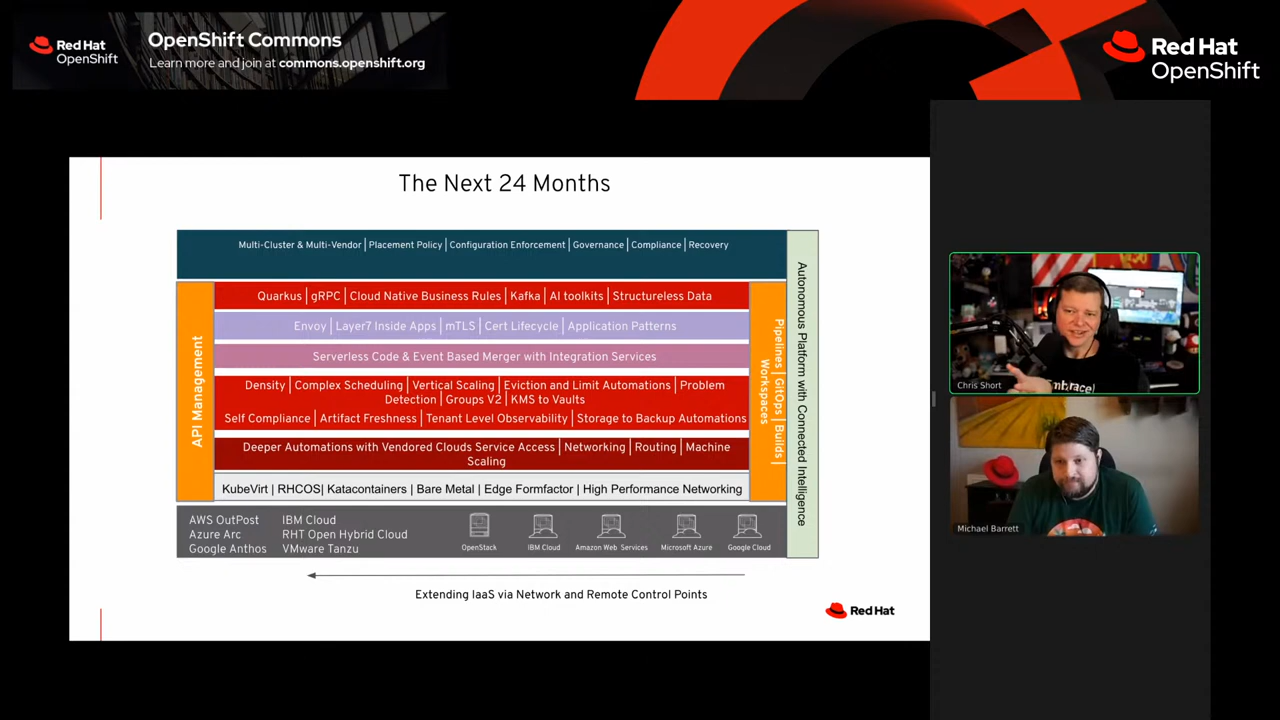 Red Hat
OpenShift
OpenShift Commons
Learn more and join at commons.openshift.org
Red Hat
OpenShift
The Next 24 Months
Multi-Cluster & Multi-Vendor | Placement Policy | Configuration Enforcement | Governance | Compliance | Recovery
API Management
Quarkus | gRPC | Cloud Native Business Rules | Kafka | AI toolkits | Structureless Data
Envoy | Layer7 Inside Apps | mTLS | Cert Lifecycle | Application Patterns
Serverless Code & Event Based Merger with Integration Services
Density | Complex Scheduling | Vertical Scaling | Eviction and Limit Automations | Problem
Detection | Groups V2 | KMS to Vaults
Self Compliance | Artifact Freshness | Tenant Level Observability | Storage to Backup Automations
Deeper Automations with Vendored Clouds Service Access | Networking | Routing | Machine
Scaling
KubeVirt | RHCOS| Katacontainers | Bare Metal | Edge Formfactor | High Performance Networking
Pipelines | GitOps | Builds |
Workspaces
Autonomous Platform with Connected Intelligence
AWS OutPost
Azure Arc
Google Anthos
IBM Cloud
RHT Open Hybrid Cloud
VMware Tanzu
OpenStack
IBM Cloud
Amazon Web Services
Microsoft Azure
Google Cloud
Extending IaaS via Network and Remote Control Points
Red Hat
Embrace!
Chris Short
Michael Barrett